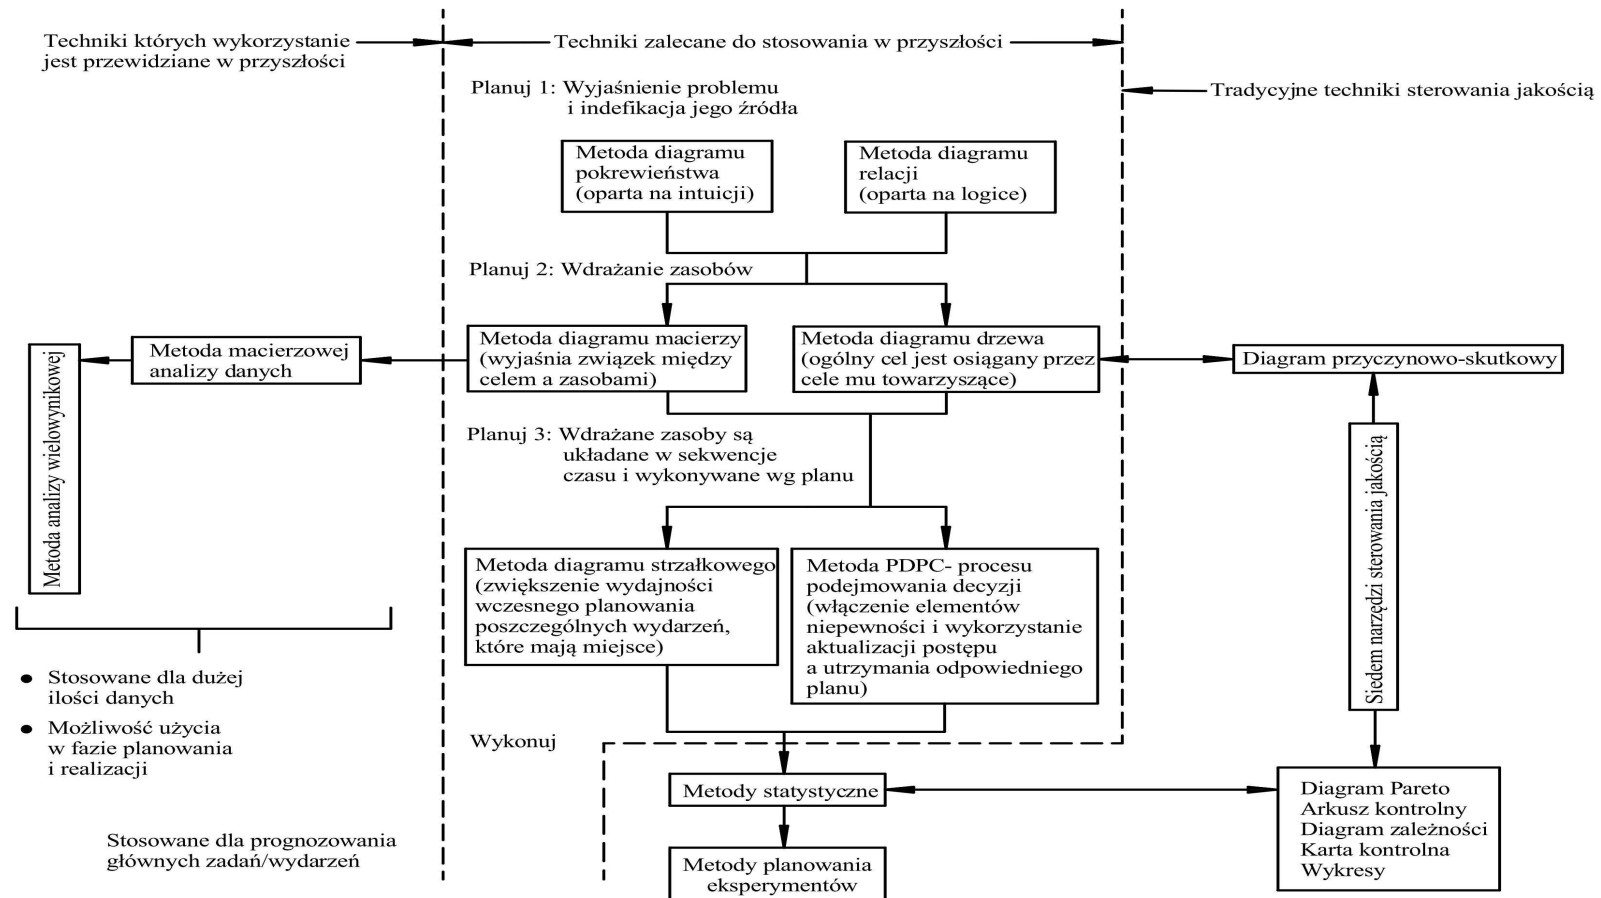 Techniki których wykorzystanie
jest przewidziane w przyszłości
Techniki zalecane do stosowania w przyszłości
Tradycyjne techniki sterowania jakością
Planuj 1: Wyjaśnienie problemu
i indefikacja jego źródła
Metoda diagramu
pokrewieństwa
(oparta na intuicji)
Metoda diagramu
relacji
(oparta na logice)
Planuj 2: Wdrażanie zasobów
Metoda analizy wielowynikowej
Metoda macierzowej
analizy danych
Metoda diagramu macierzy
(wyjaśnia związek między
celem a zasobami)
Metoda diagramu drzewa
(ogólny cel jest osiągany przez
cele mu towarzyszące)
Diagram przyczynowo-skutkowy
Planuj 3: Wdrażane zasoby są
układane w sekwencje
czasu i wykonywane wg planu
Siedem narzędzi sterowania jakością
Metoda diagramu strzałkowego
(zwiększenie wydajności
wczesnego planowania
poszczególnych wydarzeń,
które mają miejsce)
Metoda PDPC- procesu
podejmowania decyzji
(włączenie elementów
niepewności i wykorzystanie
aktualizacji postępu
a utrzymania odpowiedniego
planu)
• Stosowane dla dużej
ilości danych
• Możliwość użycia
w fazie planowania
i realizacji
Wykonuj
Metody statystyczne
Diagram Pareto
Arkusz kontrolny
Diagram zależności
Karta kontrolna
Wykresy
Stosowane dla prognozowania
głównych zadań/wydarzeń
Metody planowania
eksperymentów